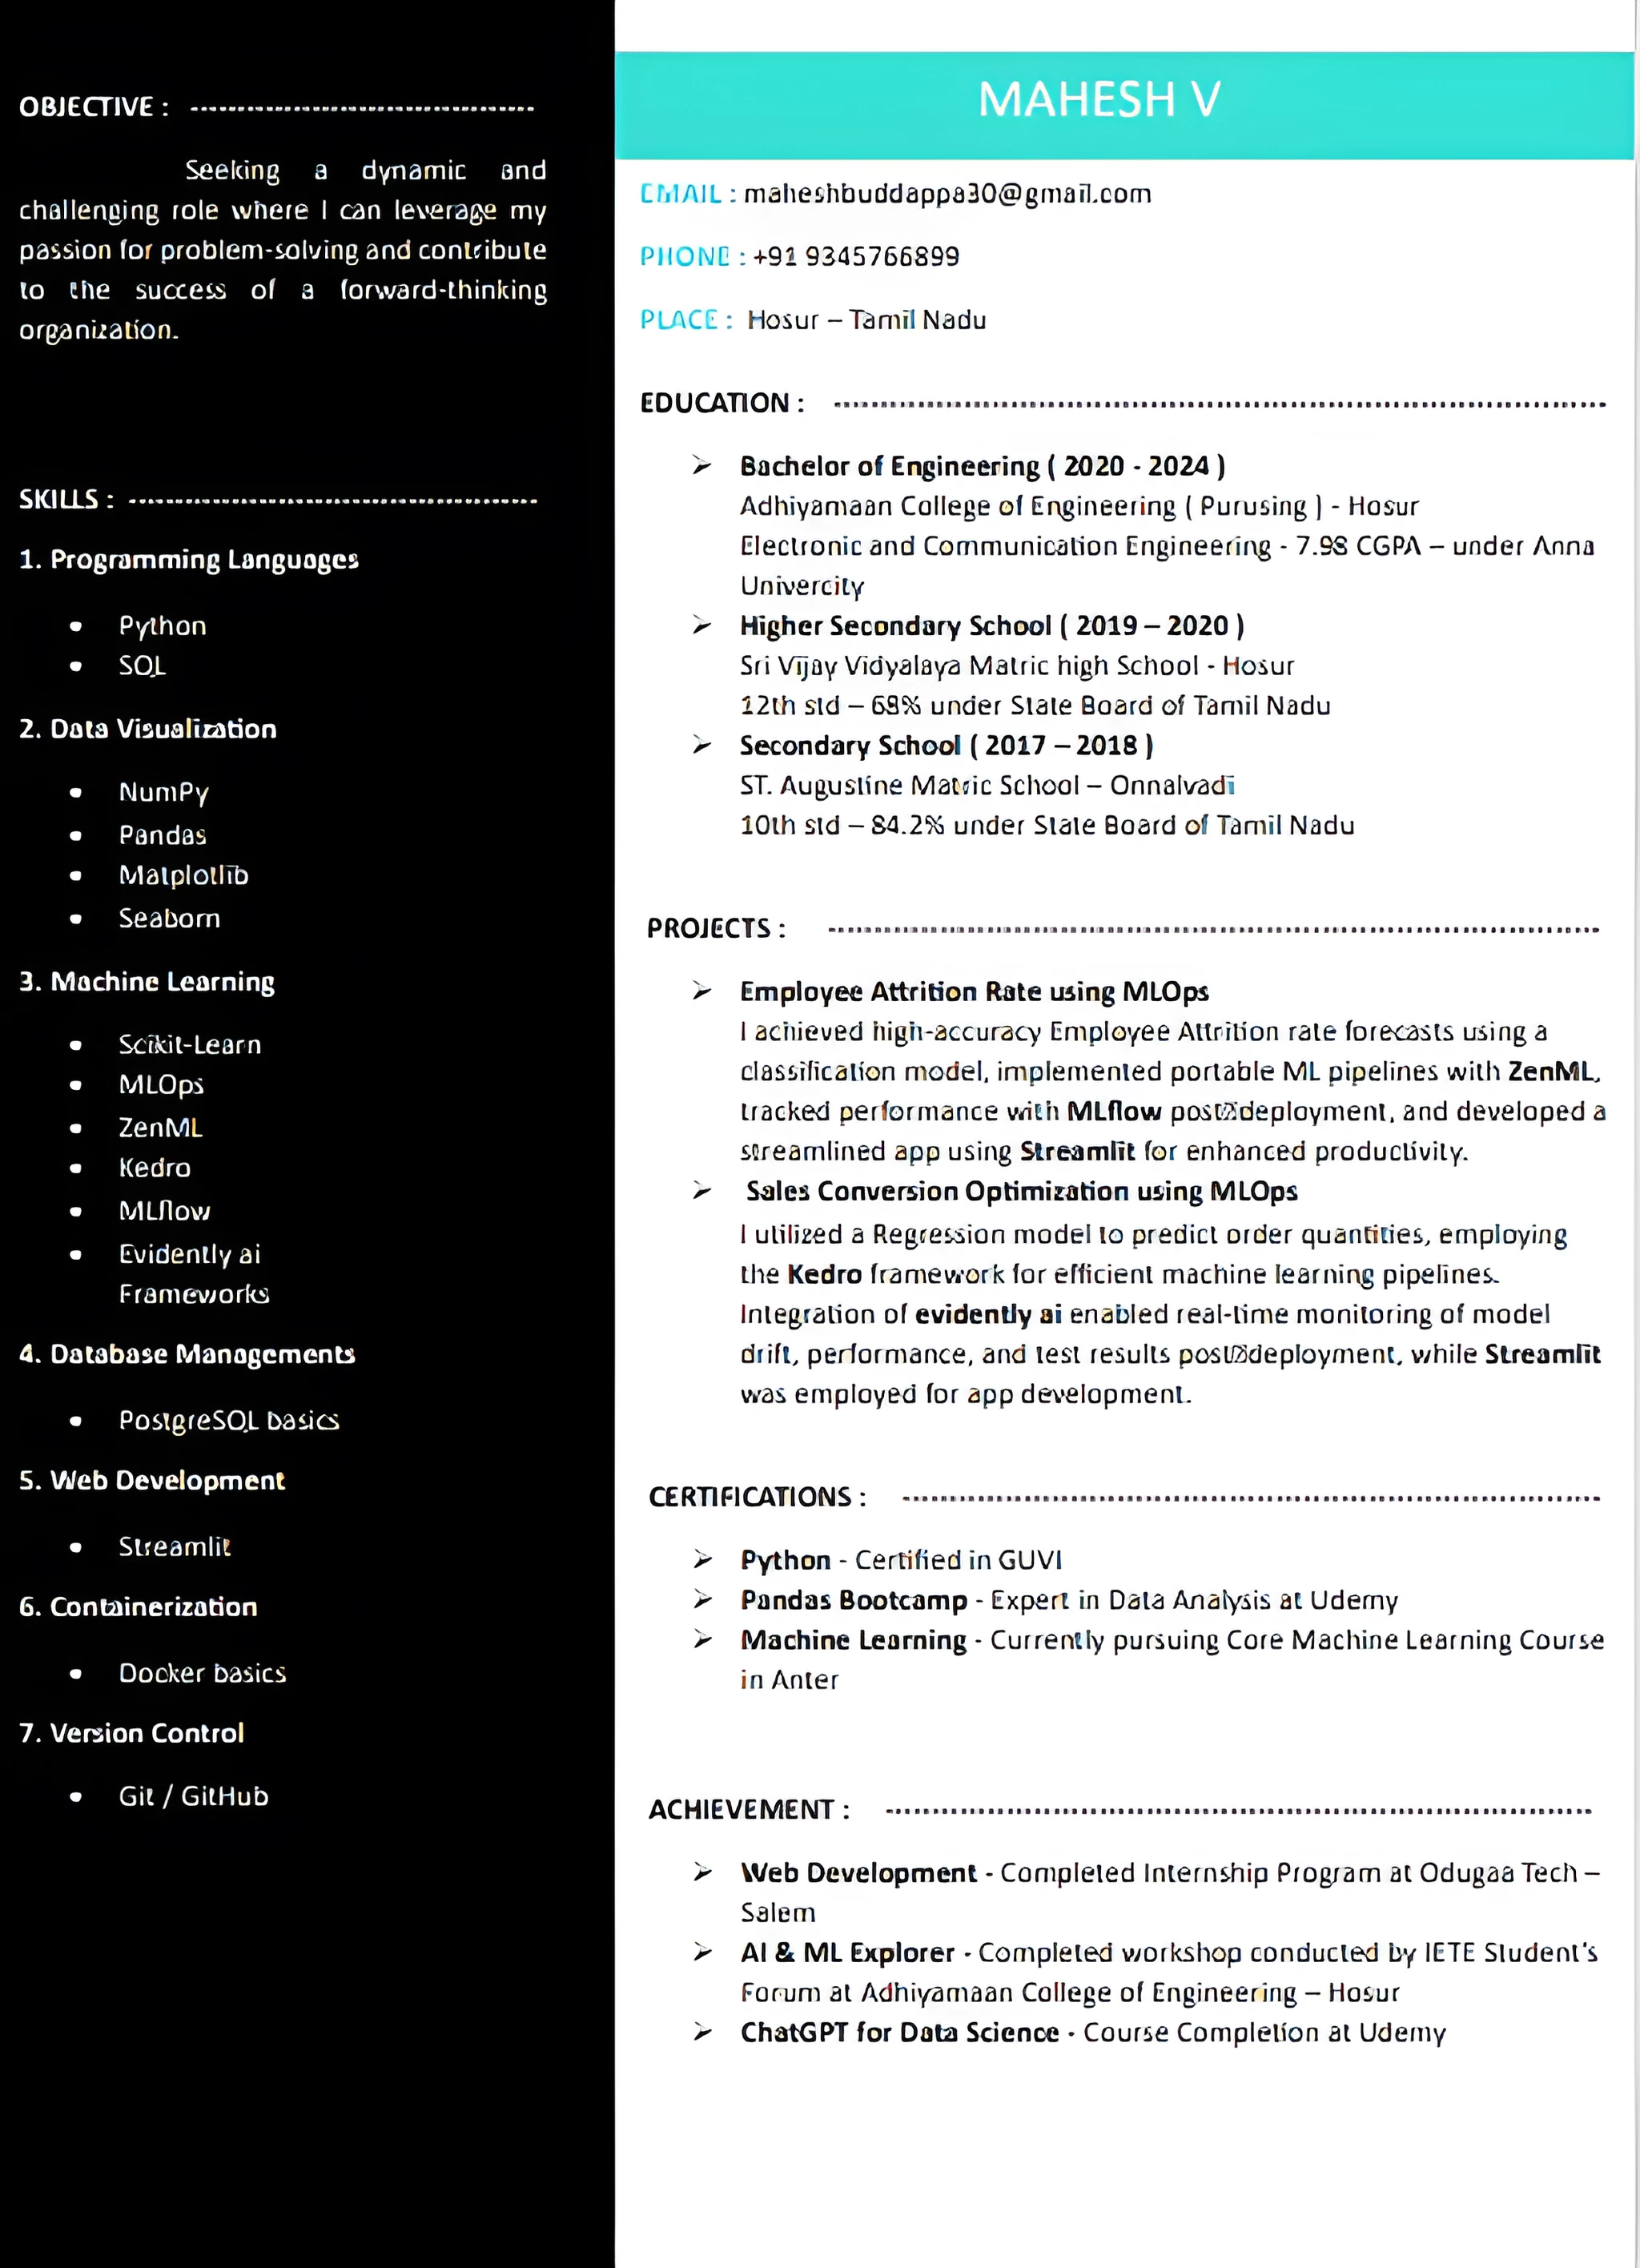 OBJECTIVE :
Seeking a dynamic and
challenging role where I can leverage my
passion for problem-solving and contribute
to the success of a forward-thinking
organization.
SKILLS :
1. Programming Languages
• Python
• SQL
2. Data Visualization
• NumPy
• Pandas
• Matplotlib
• Seaborn
3. Machine Learning
• Scikit-Learn
• MLOps
• ZenML
• Kedro
• MLflow
• Evidently ai
Frameworks
4. Database Managements
• PostgreSQL basics
5. Web Development
• Streamlit
6. Containerization
• Docker basics
7. Version Control
• Git / GitHub
MAHESH V
EMAIL : maheshbuddappa30@gmail.com
PHONE : +91 9345766899
PLACE : Hosur – Tamil Nadu
EDUCATION :
➢ Bachelor of Engineering ( 2020 - 2024 )
Adhiyamaan College of Engineering ( Purusing ) - Hosur
Electronic and Communication Engineering - CGPA – under Anna
Univercity
➢ Higher Secondary School ( 2019 – 2020 )
Sri Vijay Vidyalaya Matric high School - Hosur
12th std – under State Board of Tamil Nadu
➢ Secondary School ( 2017 – 2018 )
ST. Augustine Matric School – Onnalvadi
10th std – 84.2% under State Board of Tamil Nadu
PROJECTS :
➢ Employee Attrition Rate using MLOps
I achieved high-accuracy Employee Attrition rate forecasts using a
classification model, implemented portable ML pipelines with ZenML,
tracked performance with MLflow post⍰deployment, and developed a
streamlined app using Streamlit for enhanced productivity.
➢ Sales Conversion Optimization using MLOps
I utilized a Regression model to predict order quantities, employing
the Kedro framework for efficient machine learning pipelines.
Integration of evidently ai enabled real-time monitoring of model
drift, performance, and test results post⍰deployment, while Streamlit
was employed for app development.
CERTIFICATIONS :
➢ Python - Certified in GUVI
➢ Pandas Bootcamp - Expert in Data Analysis at Udemy
➢ Machine Learning - Currently pursuing Core Machine Learning Course
in Anter
ACHIEVEMENT :
➢ Web Development - Completed Internship Program at Odugaa Tech –
Salem
➢ AI & ML Explorer - Completed workshop conducted by IETE Student's
Forum at Adhiyamaan College of Engineering – Hosur
➢ ChatGPT for Data Science - Course Completion at Udemy